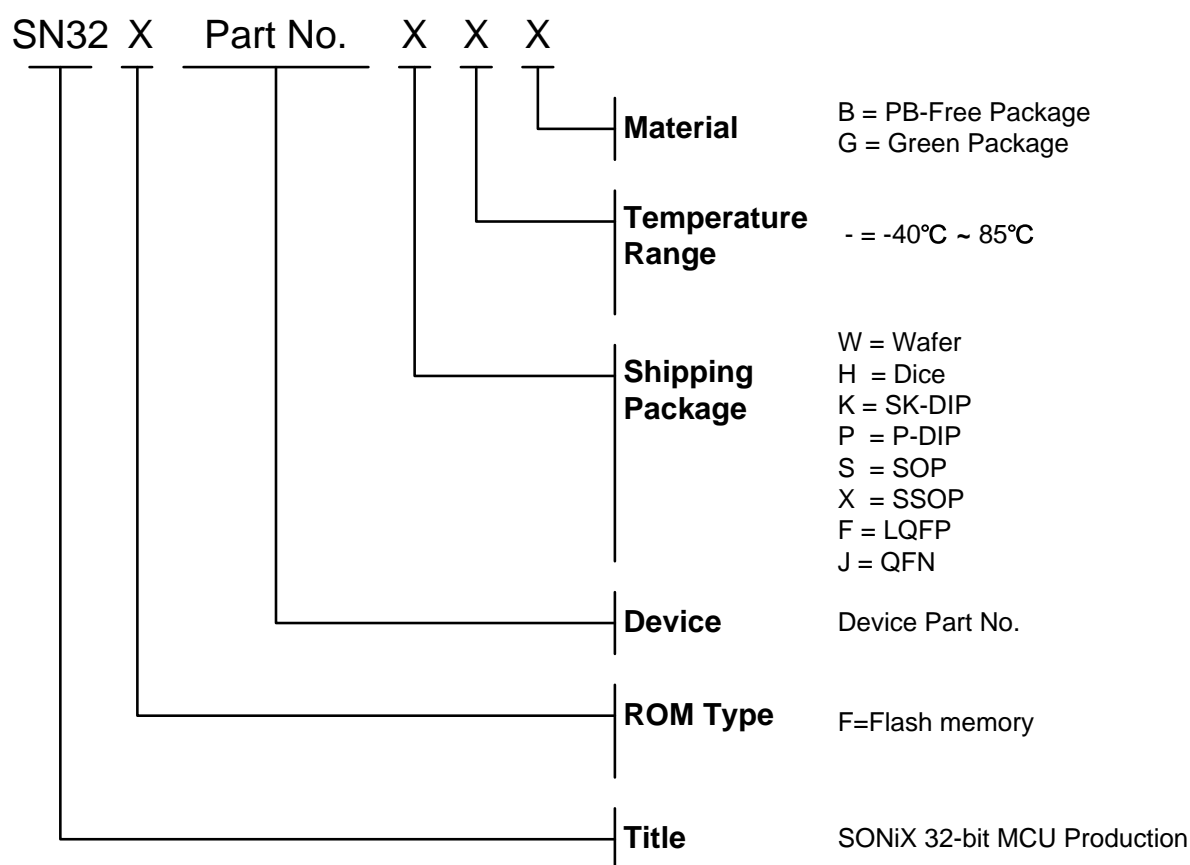 SN32 X Part No. X X X
Material
B = PB-Free Package
G = Green Package
Temperature
Range
- = -40℃ ~ 85℃
Shipping
Package
W = Wafer
H = Dice
K = SK-DIP
P = P-DIP
S = SOP
X = SSOP
F = LQFP
J = QFN
Device
Device Part No.
ROM Type
F=Flash memory
Title
SONiX 32-bit MCU Production